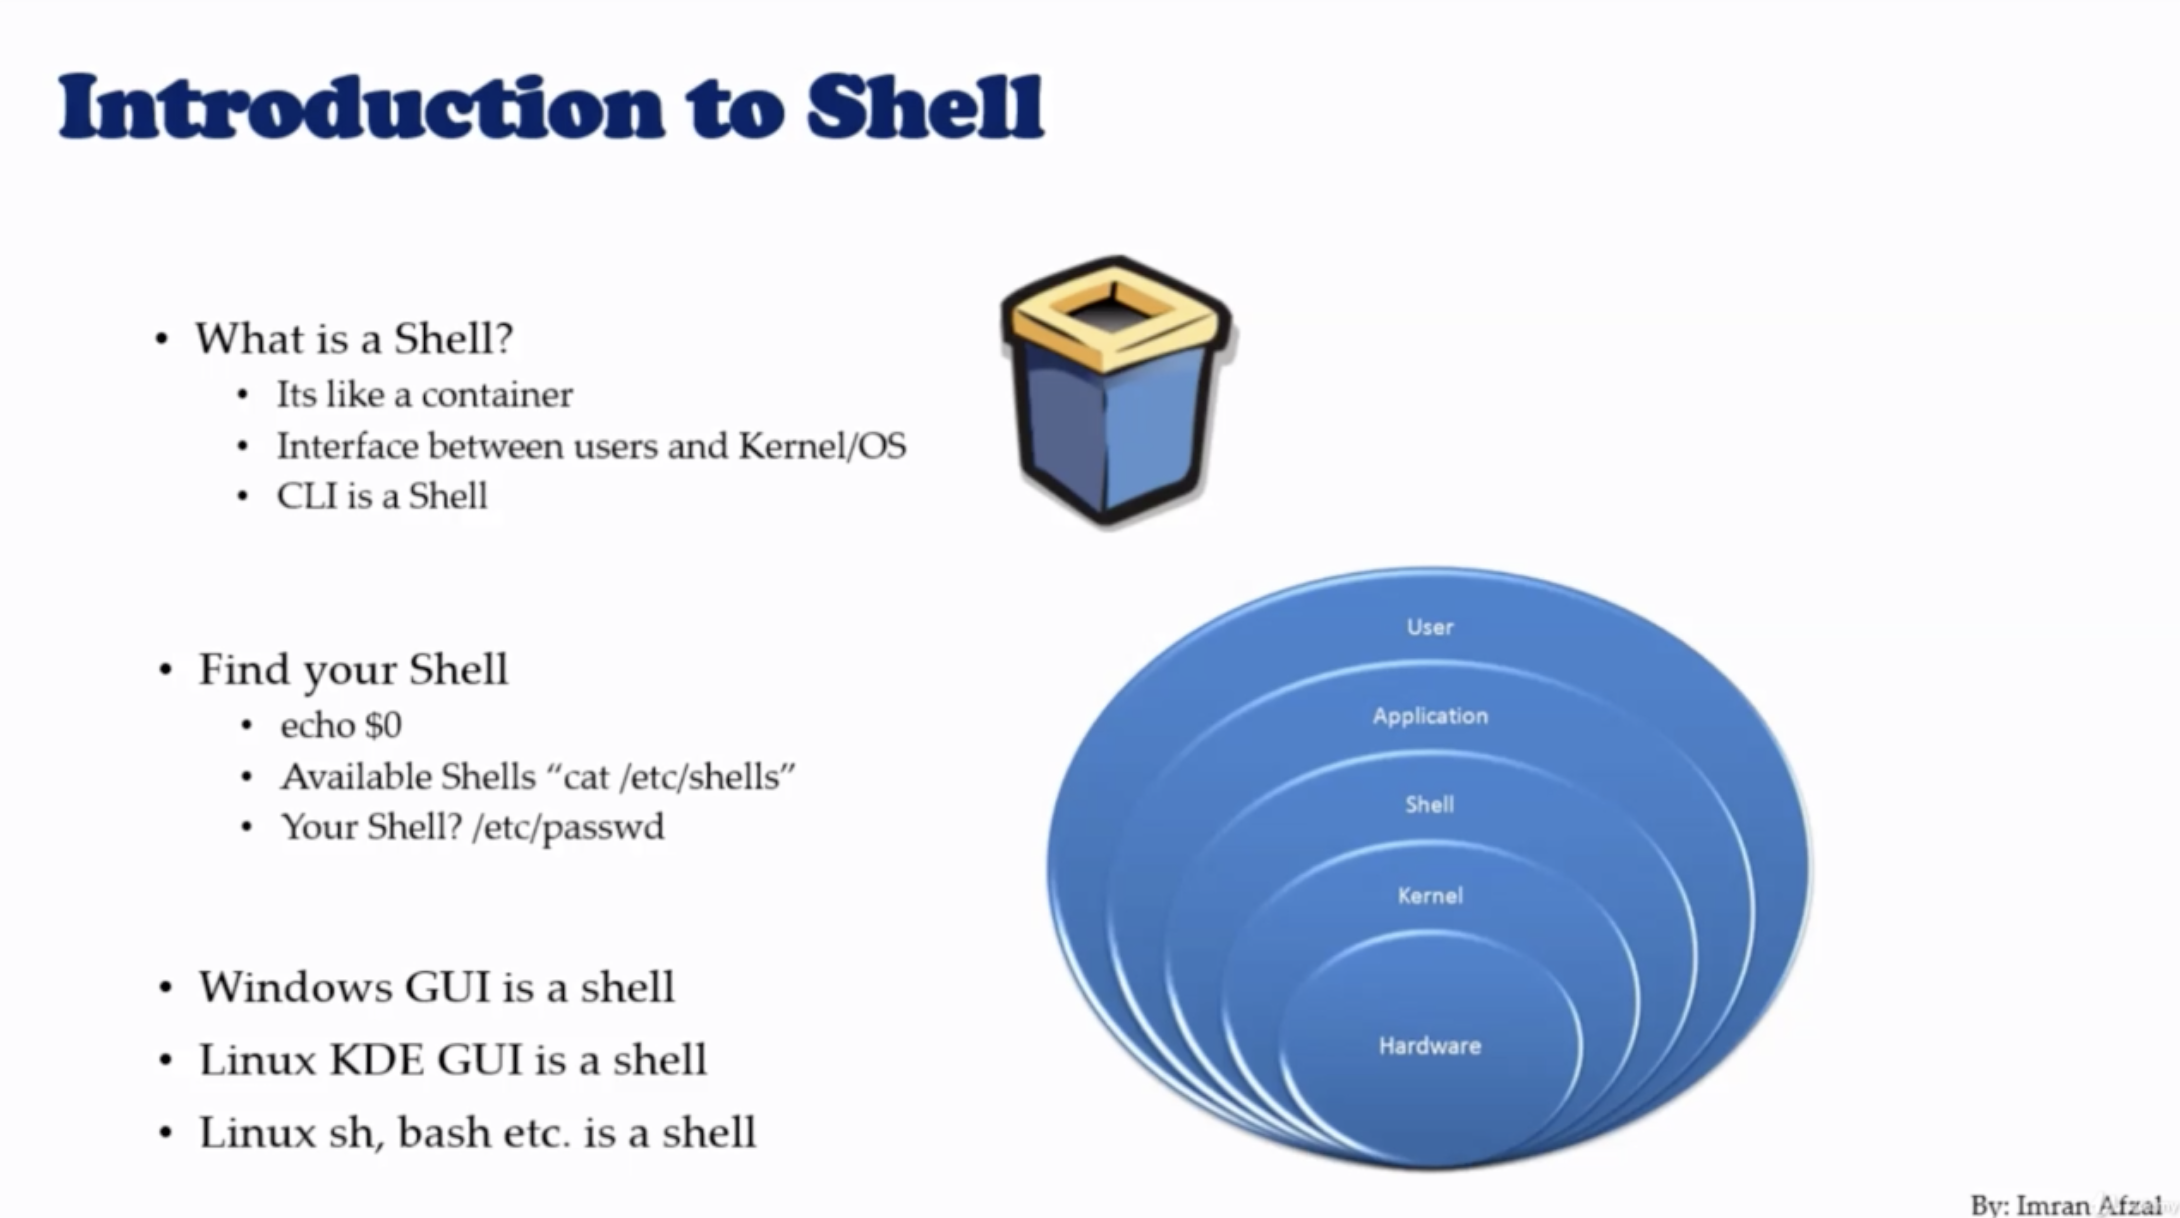 Introduction to Shell
• What is a Shell?
• Its like a container
• Interface between users and Kernel/OS
• CLI is a Shell
• Find your Shell
• echo $0
• Available Shells “cat /etc/shells”
• Your Shell? /etc/passwd
• Windows GUI is a shell
• Linux KDE GUI is a shell
• Linux sh, bash etc. is a shell
User
Application
Shell
Kernel
Hardware
By: Imran Afzal